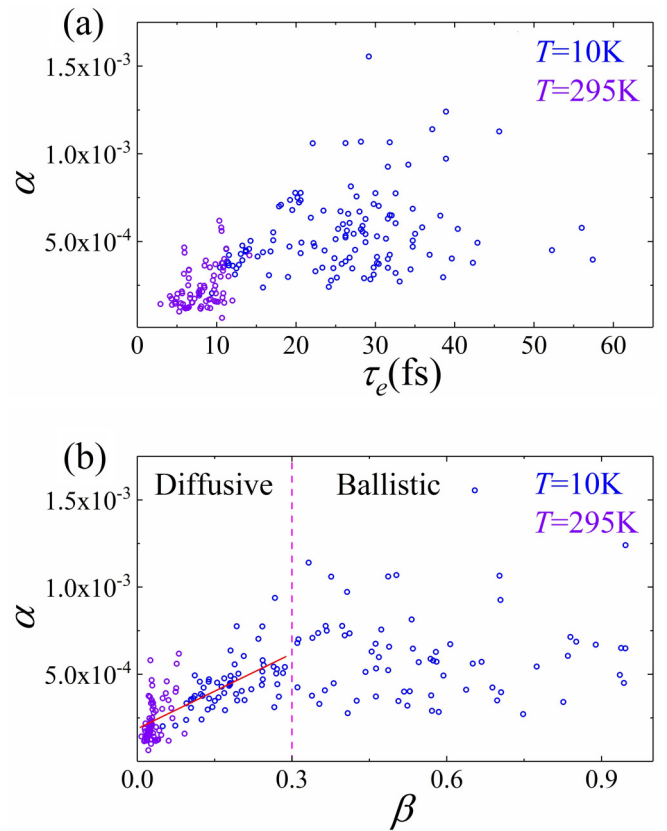 (a)
T=10K
T=295K
1.5x10⁻³
1.0x10⁻³
5.0x10⁻⁴
α
0 10 20 30 40 50 60
τₑ(fs)
(b)
Diffusive Ballistic
T=10K
T=295K
1.5x10⁻³
1.0x10⁻³
5.0x10⁻⁴
α
0.0 0.3 0.6 0.9
β